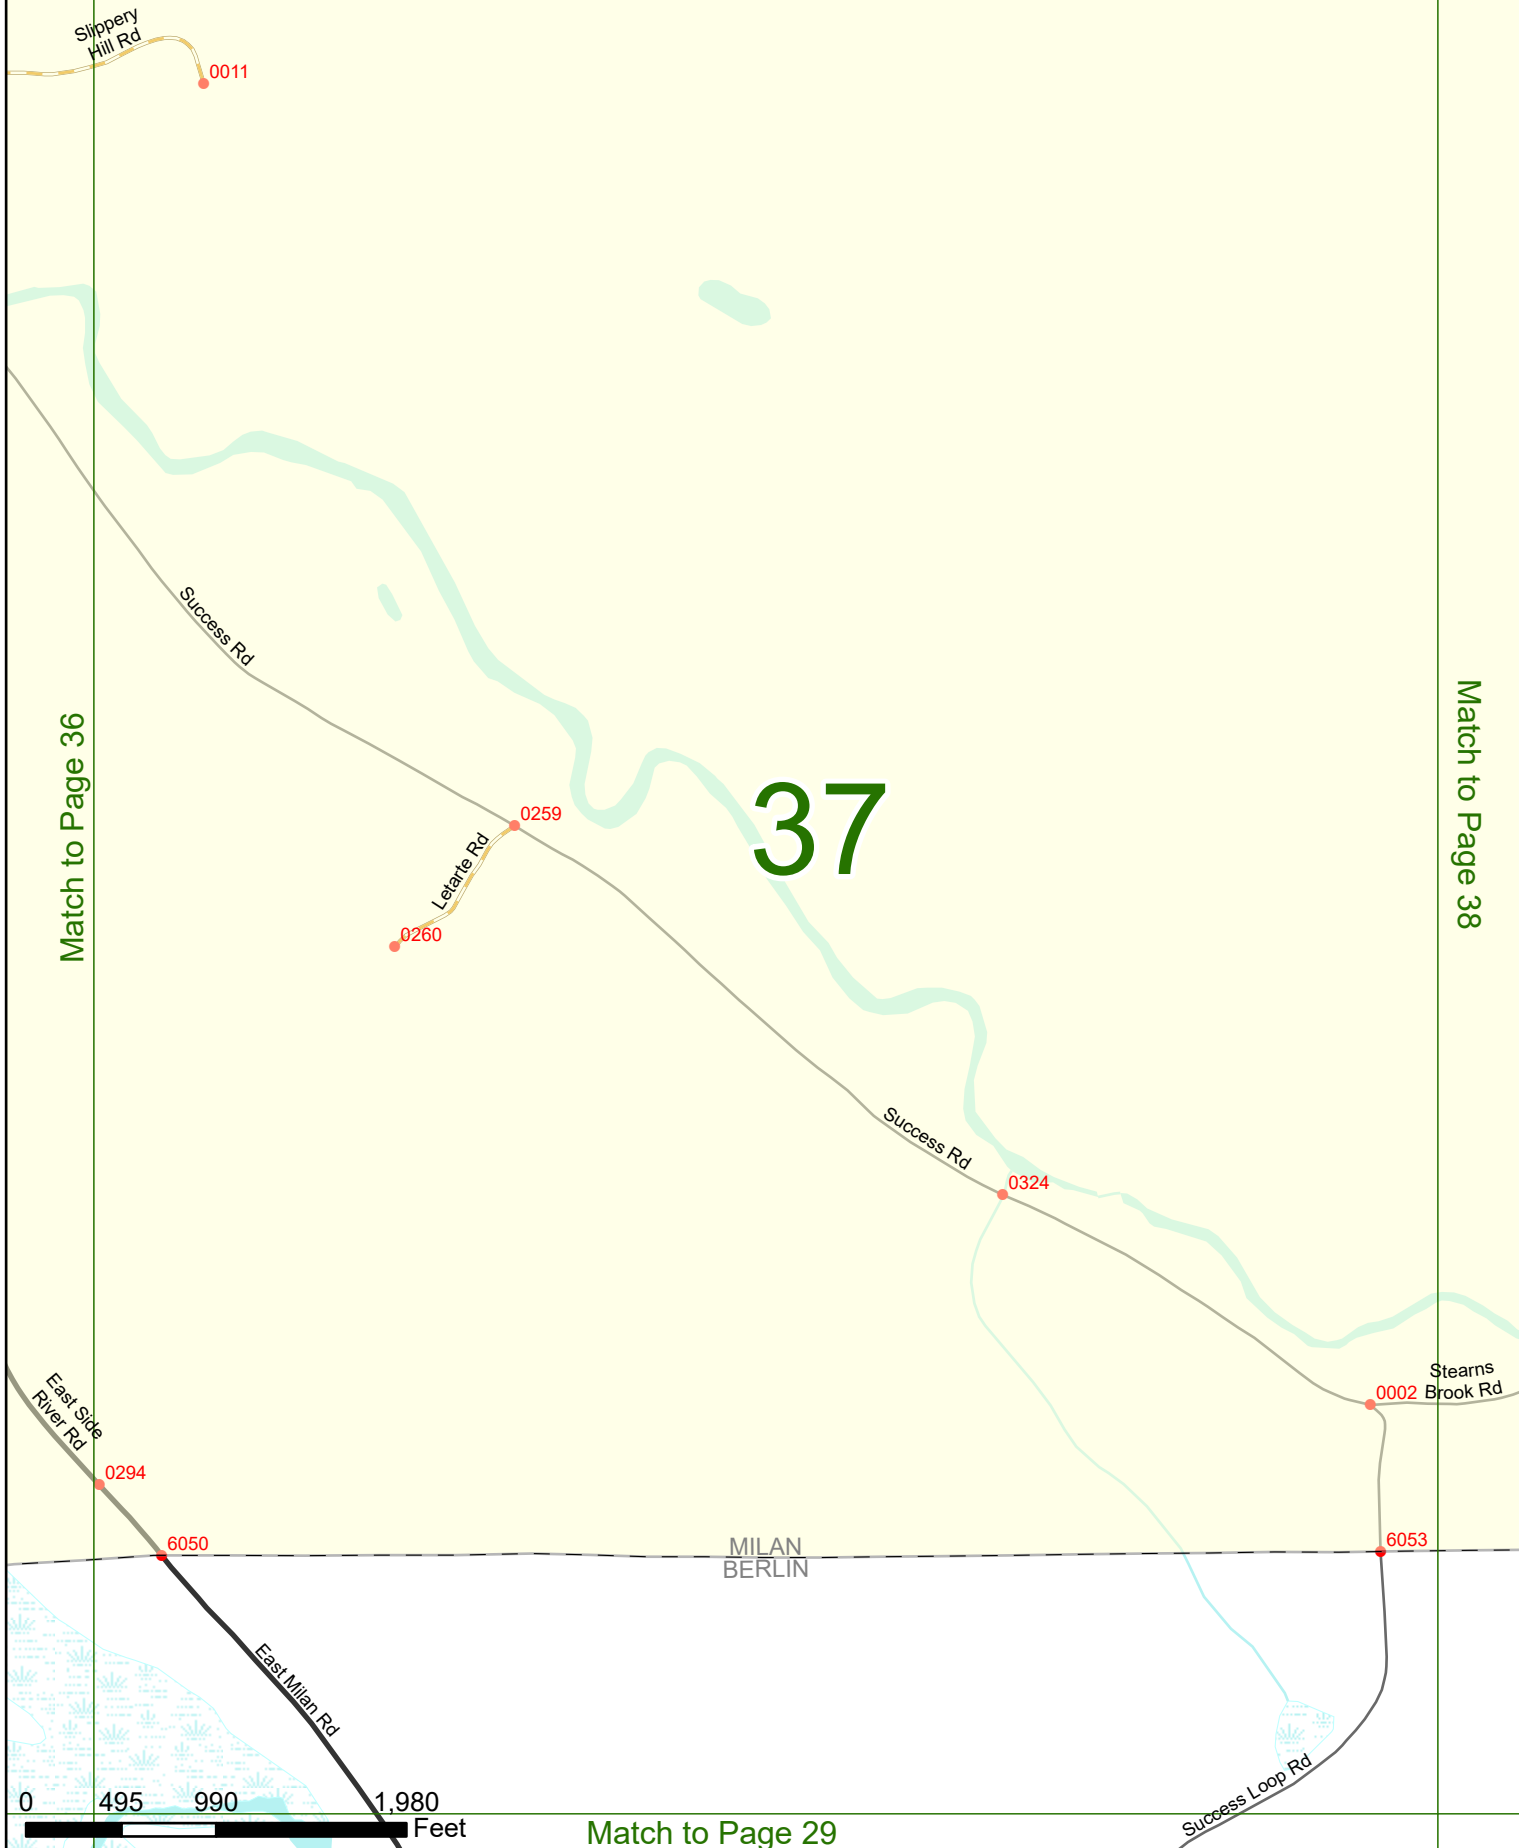 Slippery
Hill Rd
0011
Success Rd
Match to Page 36
Match to Page 38
37
0259
Letarte Rd
0260
Success Rd
0324
Stearns
Brook Rd
0002
East Side
River Rd
0294
6050
MILAN
BERLIN
6053
East Milan Rd
Success Loop Rd
0 495 990 1,980
Feet
Match to Page 29